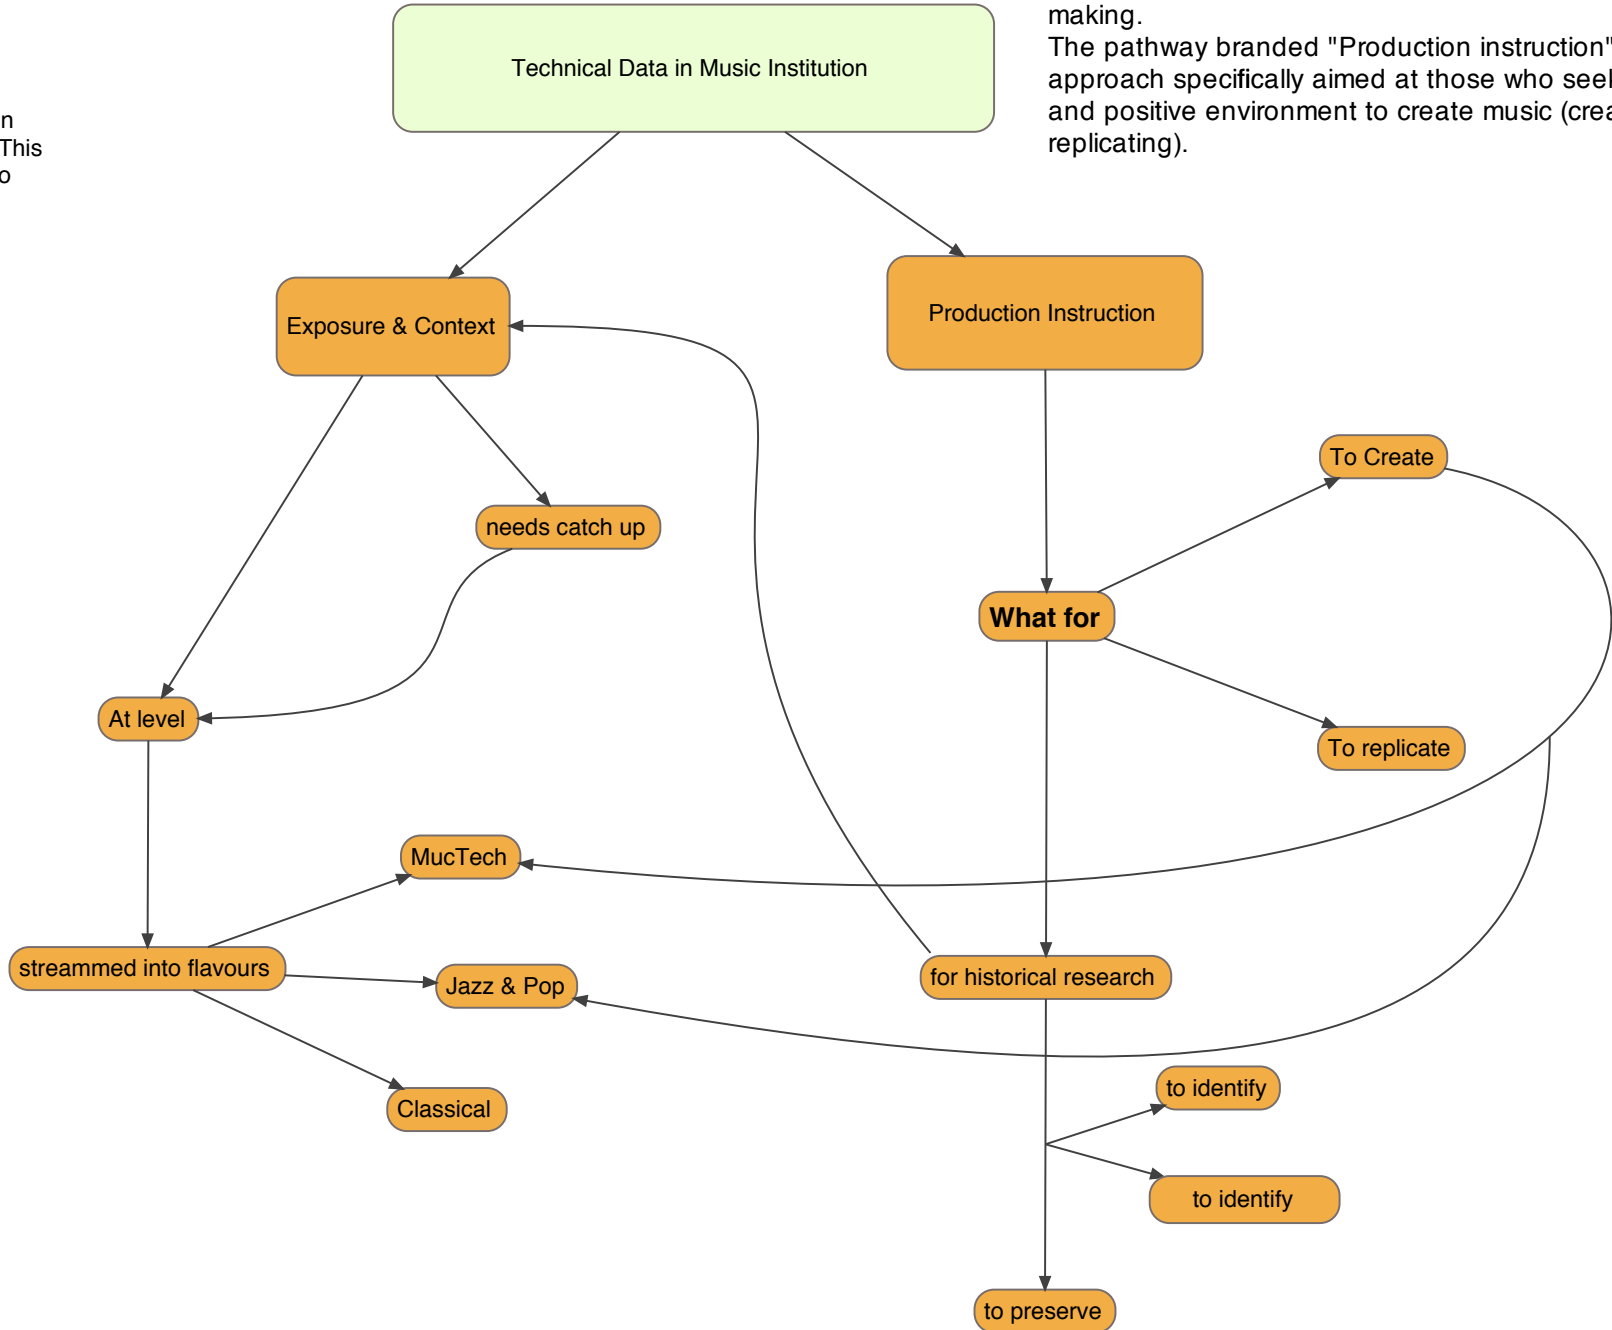 making.
The pathway branded "Production instruction"
approach specifically aimed at those who seek
and positive environment to create music (crea
replicating).
n
This
o
Technical Data in Music Institution
Exposure & Context
Production Instruction
To Create
needs catch up
What for
At level
To replicate
MucTech
streammed into flavours
Jazz & Pop
for historical research
Classical
to identify
to identify
to preserve